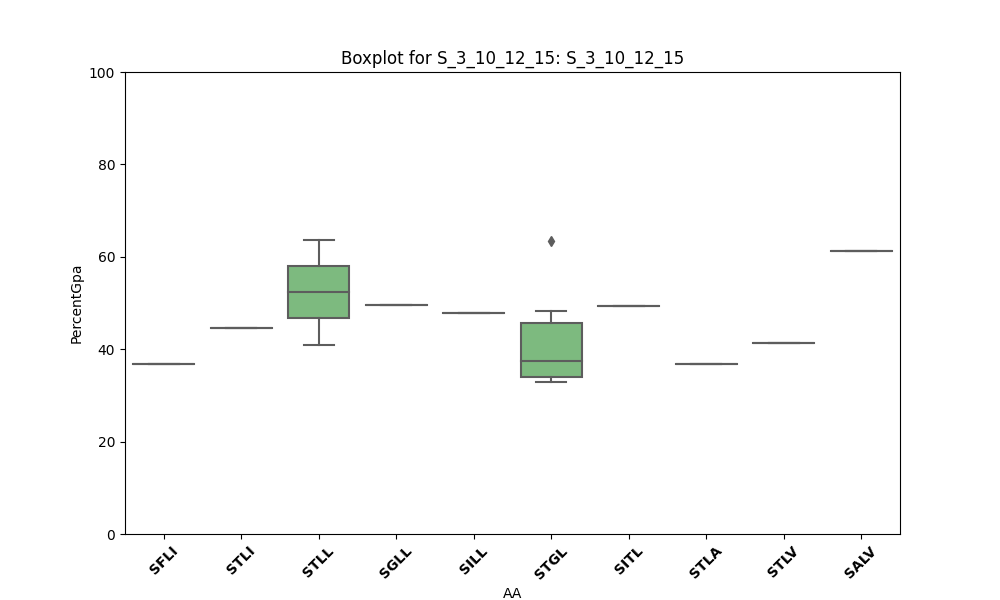 Boxplot for S_3_10_12_15: S_3_10_12_15
100
80
60
40
20
0
PercentGpa
SFLI
STLI
STLL
SGLL
SILL
STGL
SITL
STLA
STLV
SALV
AA